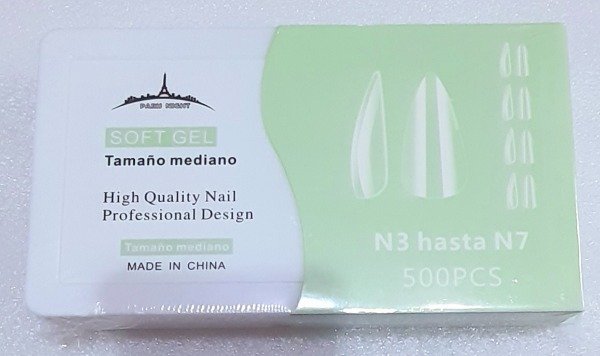 PARIS NIGHT
SOFT GEL
Tamaño mediano
High Quality Nail
Professional Design
Tamaño mediano
MADE IN CHINA
N3 hasta N7
500PCS